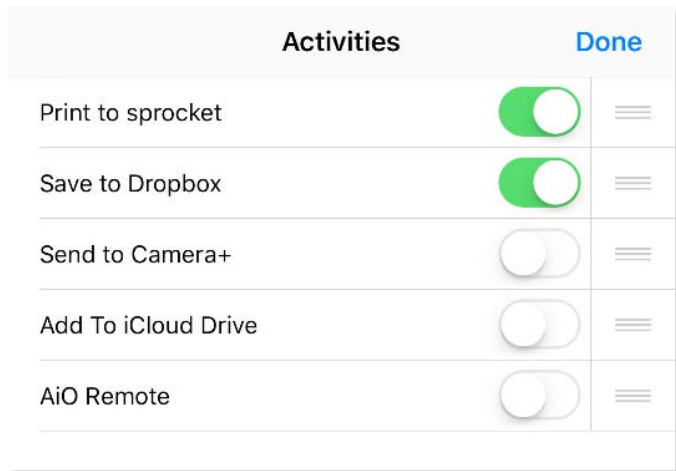 Activities Done
Print to sprocket
Save to Dropbox
Send to Camera+
Add To iCloud Drive
AiO Remote